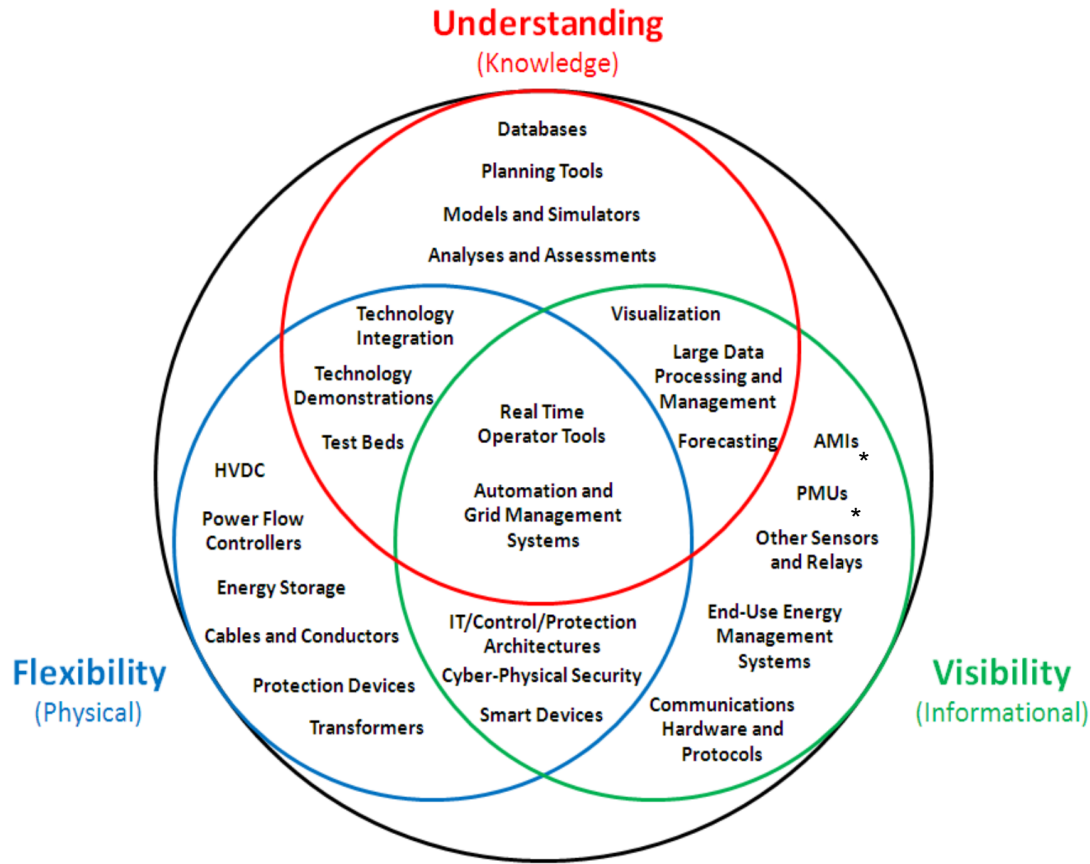 Understanding
(Knowledge)
Databases
Planning Tools
Models and Simulators
Analyses and Assessments
Technology
Integration
Technology
Demonstrations
Test Beds
Visualization
Large Data
Processing and
Management
Forecasting
Real Time
Operator Tools
Automation and
Grid Management
Systems
HVDC
Power Flow
Controllers
Energy Storage
Cables and Conductors
Protection Devices
Transformers
IT/Control/Protection
Architectures
Cyber-Physical Security
Smart Devices
AMIs
*
PMUs
*
Other Sensors
and Relays
End-Use Energy
Management
Systems
Communications
Hardware and
Protocols
Flexibility
(Physical)
Visibility
(Informational)